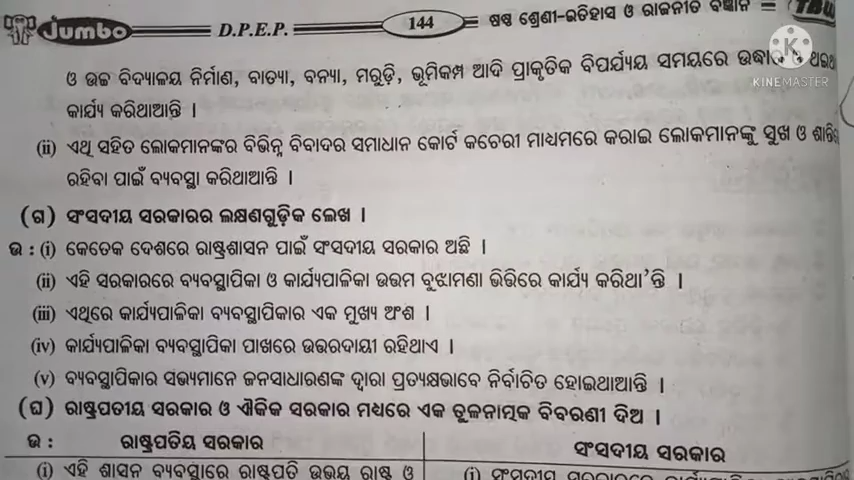 Jumbo D.P.E.P. 144 ଷଷ୍ଠ ଶ୍ରେଣୀ-ଇତିହାସ ଓ ରାଜନୀତି ବିଜ୍ଞାନ TBU
ଓ ଉଚ୍ଚ ବିଦ୍ୟାଳୟ ନିର୍ମାଣ, ବାତ୍ୟା, ବନ୍ୟା, ମରୁଡ଼ି, ଭୂମିକମ୍ପ ଆଦି ପ୍ରାକୃତିକ ବିପର୍ଯ୍ୟୟ ସମୟରେ
KINEMASTER
କାର୍ଯ୍ୟ କରିଥାଆନ୍ତି ।
(ii) ଏଥି ସହିତ ଲୋକମାନଙ୍କର ବିଭିନ୍ନ ବିବାଦର ସମାଧାନ କୋର୍ଟ କଚେରୀ ମାଧ୍ୟମରେ କରାଇ ଲୋକମାନଙ୍କୁ ସୁଖ ଓ
ରହିବା ପାଇଁ ବ୍ୟବସ୍ଥା କରିଥାଆନ୍ତି ।
(ଗ) ସଂସଦୀୟ ସରକାରର ଲକ୍ଷଣଗୁଡ଼ିକ ଲେଖ ।
ଉ : (i) କେତେକ ଦେଶରେ ରାଷ୍ଟ୍ରଶାସନ ପାଇଁ ସଂସଦୀୟ ସରକାର ଅଛି ।
(ii) ଏହି ସରକାରରେ ବ୍ୟବସ୍ଥାପିକା ଓ କାର୍ଯ୍ୟପାଳିକା ଉଭମ ବୁଝାମଣା ଭିତିରେ କାର୍ଯ୍ୟ କରିଥା'ନ୍ତି ।
(iii) ଏଥିରେ କାର୍ଯ୍ୟପାଳିକା ବ୍ୟବସ୍ଥାପିକାର ଏକ ମୁଖ୍ୟ ଅଂଶ ।
(iv) କାର୍ଯ୍ୟପାଳିକା ବ୍ୟବସ୍ଥାପିକା ପାଖରେ ଉତ୍ତରଦାୟୀ ରହିଥାଏ ।
(v) ବ୍ୟବସ୍ଥାପିକାର ସଭ୍ୟମାନେ ଜନସାଧାରଣଙ୍କ ଦ୍ୱାରା ପ୍ରତ୍ୟକ୍ଷଭାବେ ନିର୍ବାଚିତ ହୋଇଥାଆନ୍ତି ।
(ଘ) ରାଷ୍ଟ୍ରପତୀୟ ସରକାର ଓ ଐକିକ ସରକାର ମଧ୍ୟରେ ଏକ ତୁଳନାତ୍ମକ ବିବରଣୀ ଦିଅ ।
ଉ : ରାଷ୍ଟ୍ରପତିୟ ସରକାର
ସଂସଦୀୟ ସରକାର
(i) ଏହି ଶାସନ ବ୍ୟବସ୍ଥାରେ ରାଷ୍ଟ୍ରପତି ଉଭୟ ରାଷ୍ଟ୍ର ଓ
(i) ସଂସଦୀୟ